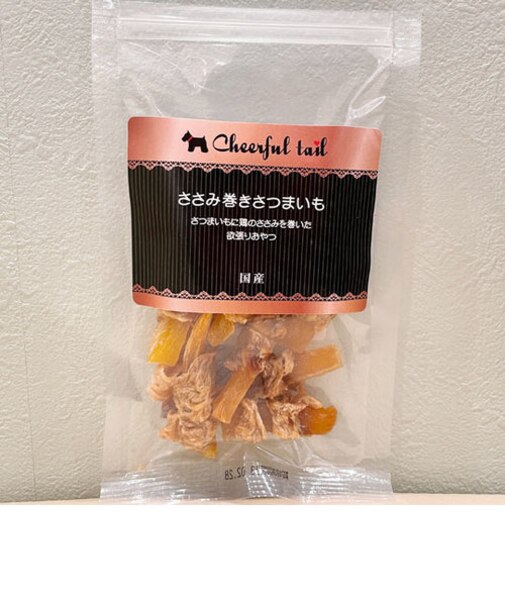 Cheerful tail
ささみ巻きさつまいも
さつまいもに鶏のささみを巻いた
欲張りおやつ
国産